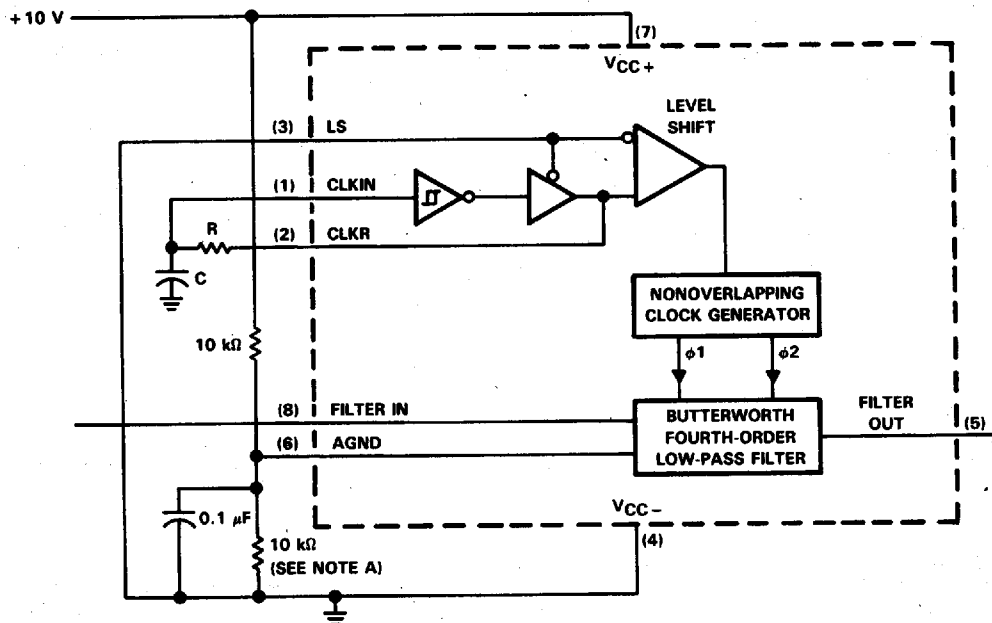 +10 V
(7)
VCC+
LEVEL
SHIFT
(3) LS
(1) CLKIN
R
(2) CLKR
C
NONOVERLAPPING
CLOCK GENERATOR
10 kΩ
ϕ1
ϕ2
(8) FILTER IN
BUTTERWORTH
FOURTH-ORDER
LOW-PASS FILTER
FILTER
OUT
(5)
(6) AGND
VCC-
0.1 μF
(4)
10 kΩ
(SEE NOTE A)